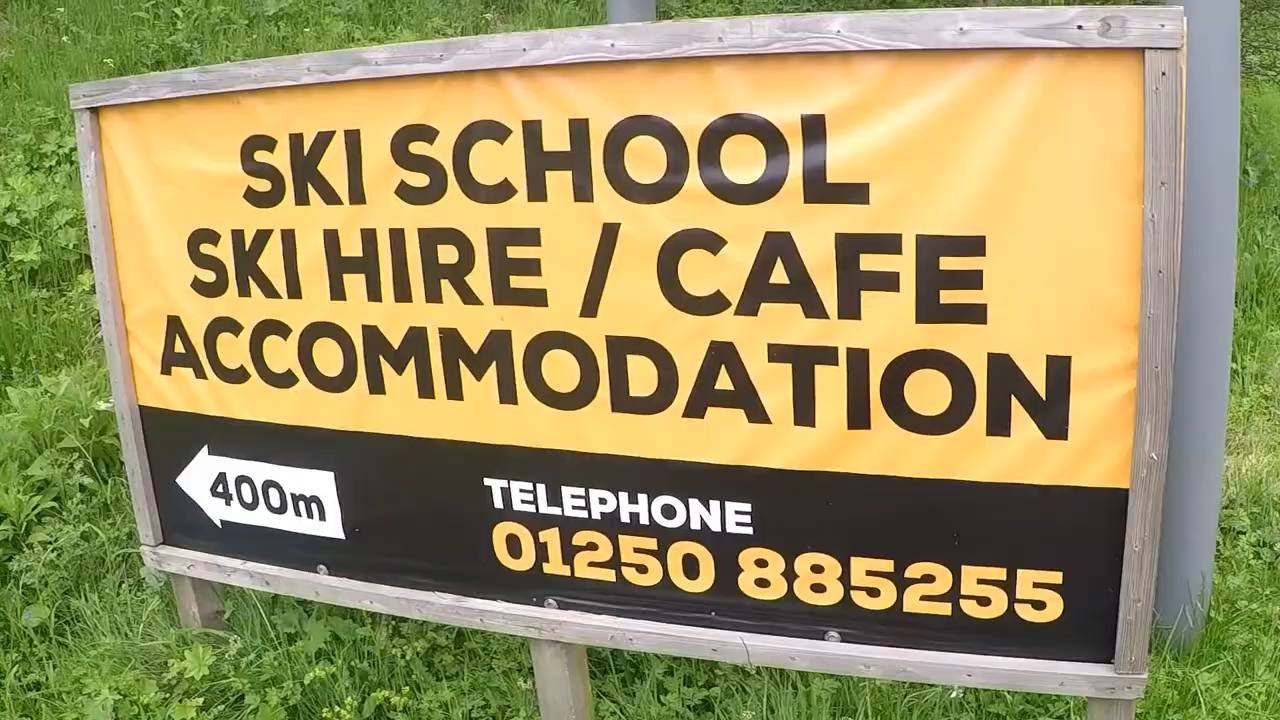 SKI SCHOOL
SKI HIRE / CAFE
ACCOMMODATION
400m
TELEPHONE
01250 885255